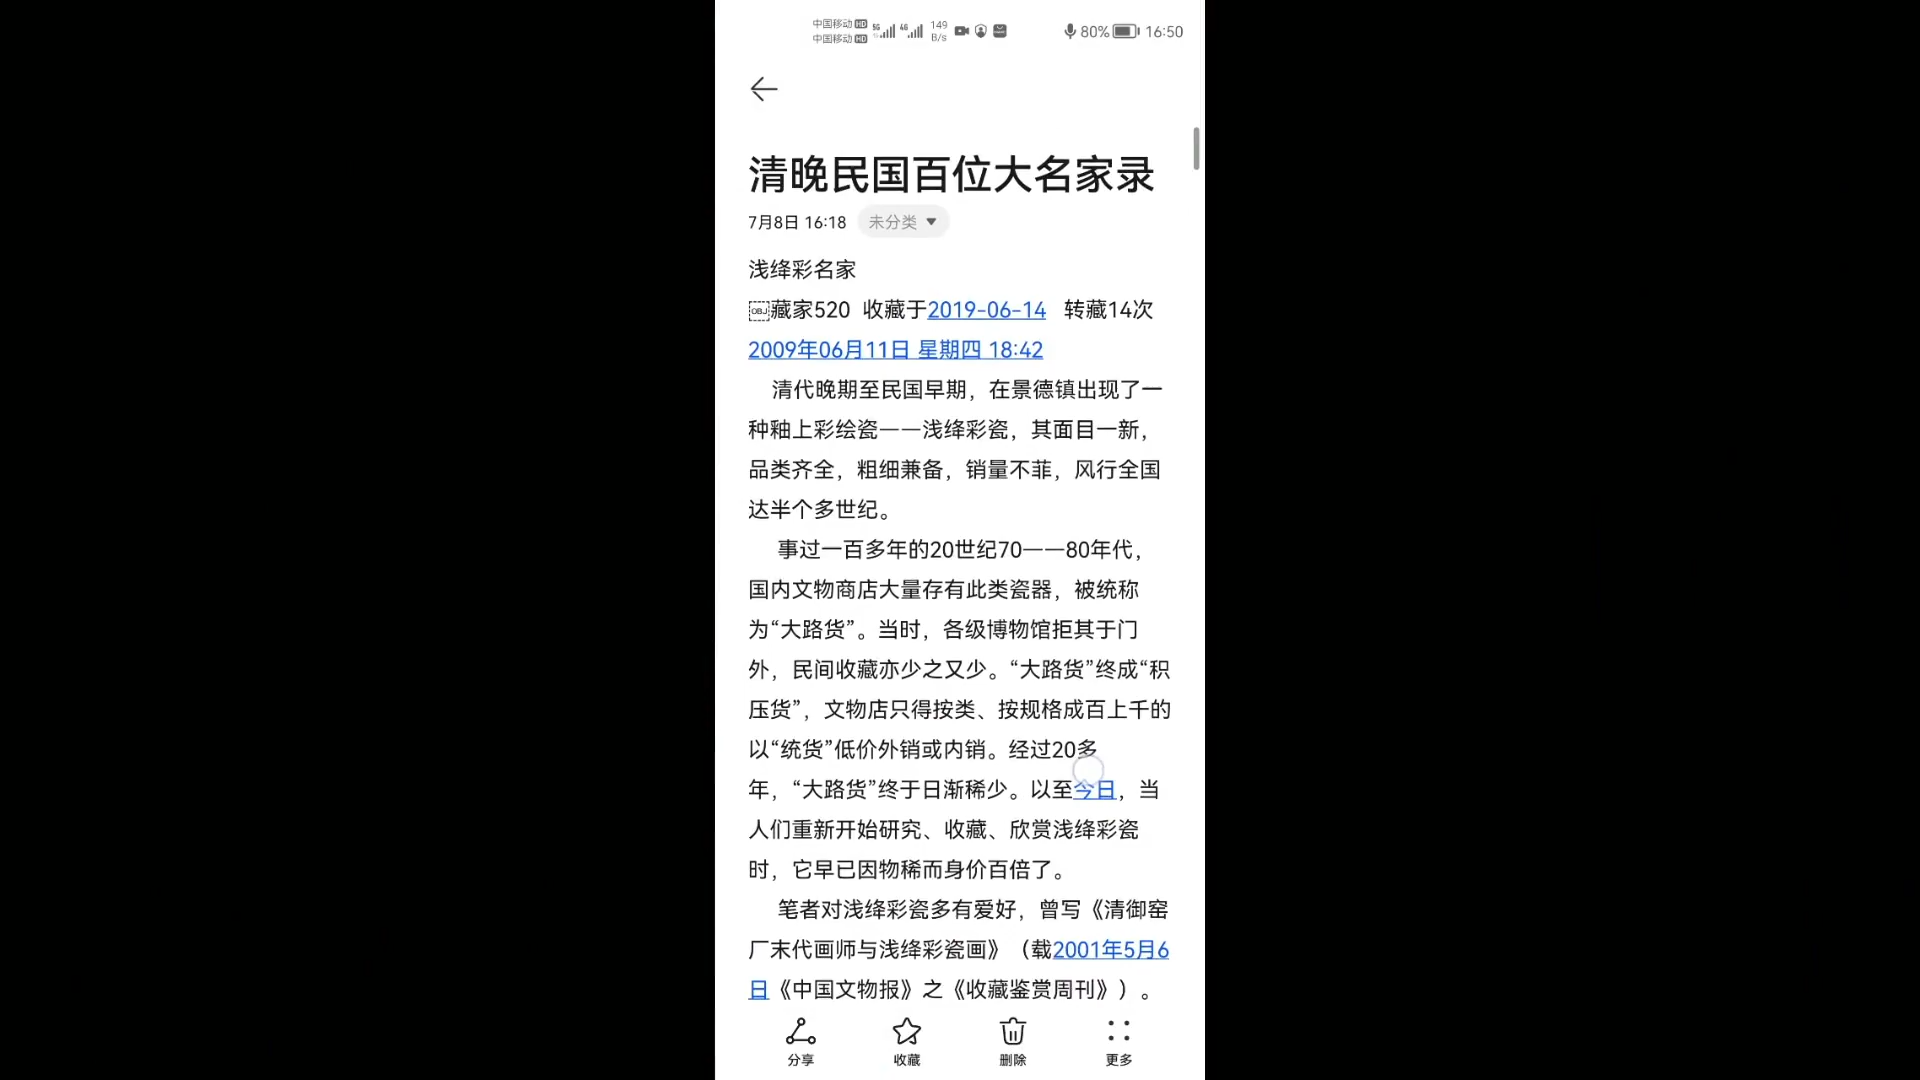 中国移动 HD 5G 4G 149 80% 16:50
中国移动 HD B/s
清晚民国百位大名家录
7月8日 16:18 未分类
浅绛彩名家
OBJ藏家520 收藏于2019-06-14 转藏14次
2009年06月11日 星期四 18:42
清代晚期至民国早期，在景德镇出现了一
种釉上彩绘瓷——浅绛彩瓷，其面目一新，
品类齐全，粗细兼备，销量不菲，风行全国
达半个多世纪。
事过一百多年的20世纪70——80年代，
国内文物商店大量存有此类瓷器，被统称
为“大路货”。当时，各级博物馆拒其于门
外，民间收藏亦少之又少。“大路货”终成“积
压货”，文物店只得按类、按规格成百上千的
以“统货”低价外销或内销。经过20多
年，“大路货”终于日渐稀少。以至今日，当
人们重新开始研究、收藏、欣赏浅绛彩瓷
时，它早已因物稀而身价百倍了。
笔者对浅绛彩瓷多有爱好，曾写《清御窑
厂末代画师与浅绛彩瓷画》（载2001年5月6
日《中国文物报》之《收藏鉴赏周刊》）。
分享 收藏 删除 更多